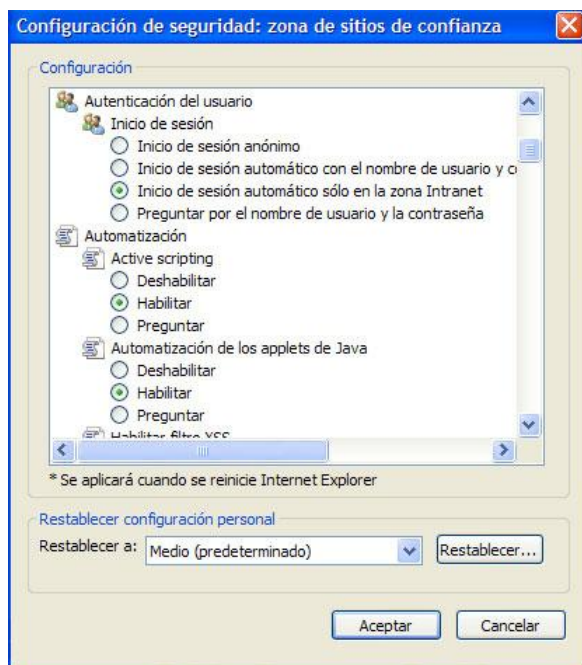 Configuración de seguridad: zona de sitios de confianza
Configuración
Autenticación del usuario
Inicio de sesión
Inicio de sesión anónimo
Inicio de sesión automático con el nombre de usuario y
Inicio de sesión automático sólo en la zona Intranet
Preguntar por el nombre de usuario y la contraseña
Automatización
Active scripting
Deshabilitar
Habilitar
Preguntar
Automatización de los applets de Java
Deshabilitar
Habilitar
Preguntar
Habilitar filtro XSS
* Se aplicará cuando se reinicie Internet Explorer
Restablecer configuración personal
Restablecer a: Medio (predeterminado) Restablecer...
Aceptar Cancelar